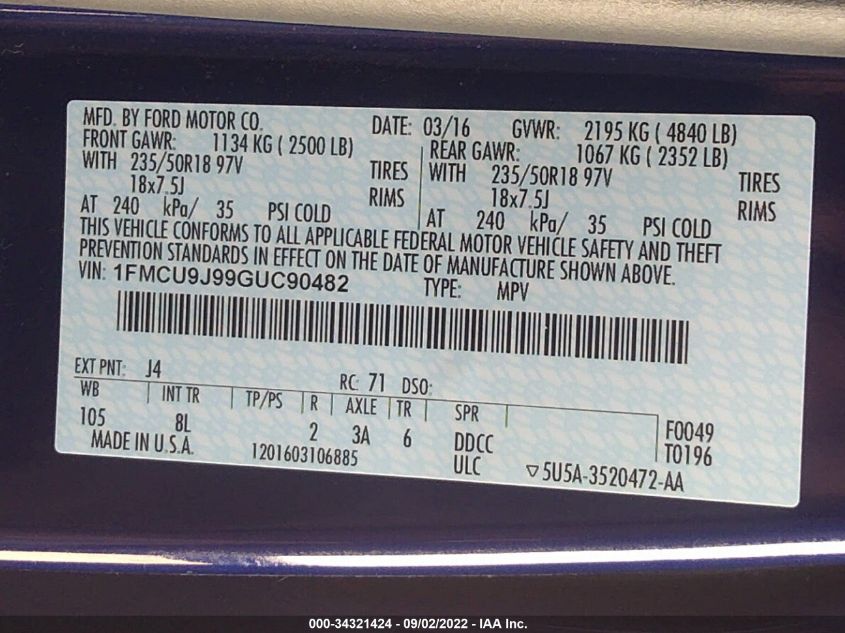 MFD. BY FORD MOTOR CO.
DATE: 03/16 GVWR: 2195 KG ( 4840 LB)
FRONT GAWR: 1134 KG ( 2500 LB)
REAR GAWR: 1067 KG ( 2352 LB)
WITH 235/50R18 97V TIRES
WITH 235/50R18 97V TIRES
18x7.5J RIMS
18x7.5J RIMS
AT 240 kPa/ 35 PSI COLD
AT 240 kPa/ 35 PSI COLD
THIS VEHICLE CONFORMS TO ALL APPLICABLE FEDERAL MOTOR VEHICLE SAFETY AND THEFT
PREVENTION STANDARDS IN EFFECT ON THE DATE OF MANUFACTURE SHOWN ABOVE.
VIN: 1FMCU9J99GUC90482 TYPE: MPV
EXT PNT: J4 RC: 71 DSO:
WB INT TR TP/PS R AXLE TR SPR
105 8L 2 3A 6 DDCC F0049
MADE IN U.S.A. 1201603106885 ULC ▽5U5A-3520472-AA T0196
000-34321424 - 09/02/2022 - IAA Inc.